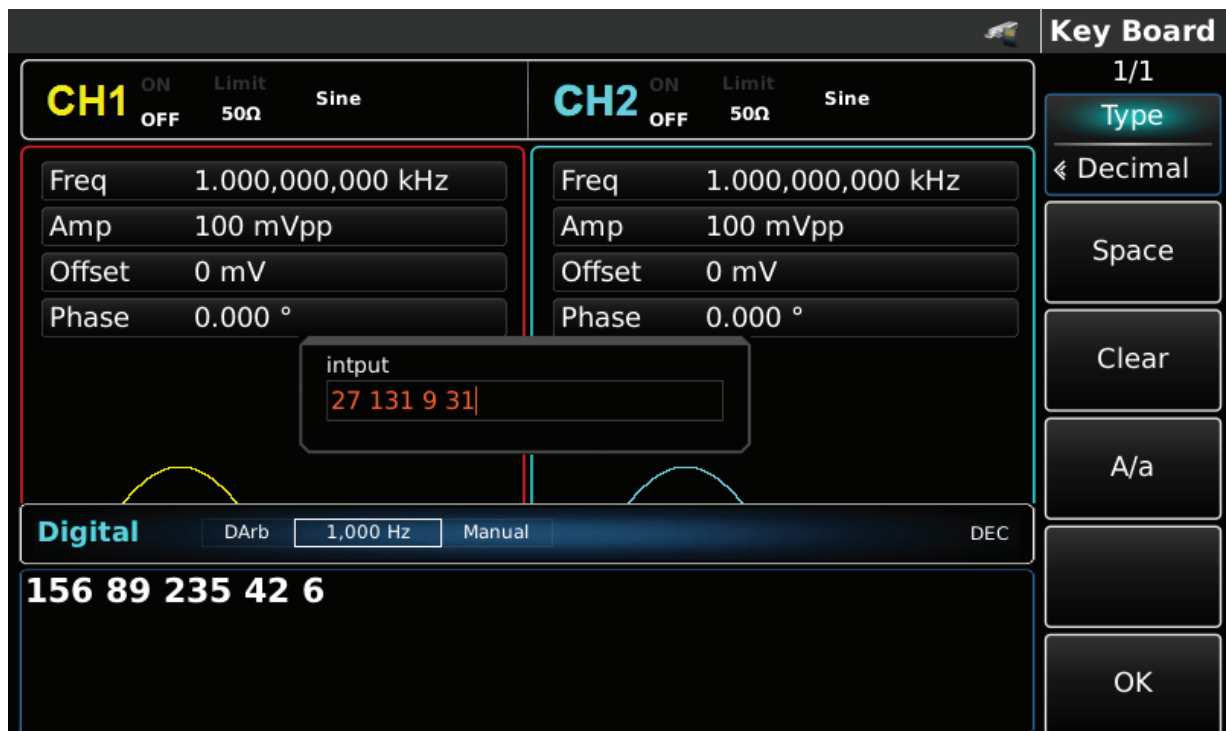 Key Board
1/1
CH1 ON OFF Limit 50Ω Sine
CH2 ON OFF Limit 50Ω Sine
Type
« Decimal
Freq 1.000,000,000 kHz
Amp 100 mVpp
Offset 0 mV
Phase 0.000 °
Freq 1.000,000,000 kHz
Amp 100 mVpp
Offset 0 mV
Phase 0.000 °
Space
Clear
A/a
OK
intput
27 131 9 31
Digital DArb 1,000 Hz Manual DEC
156 89 235 42 6